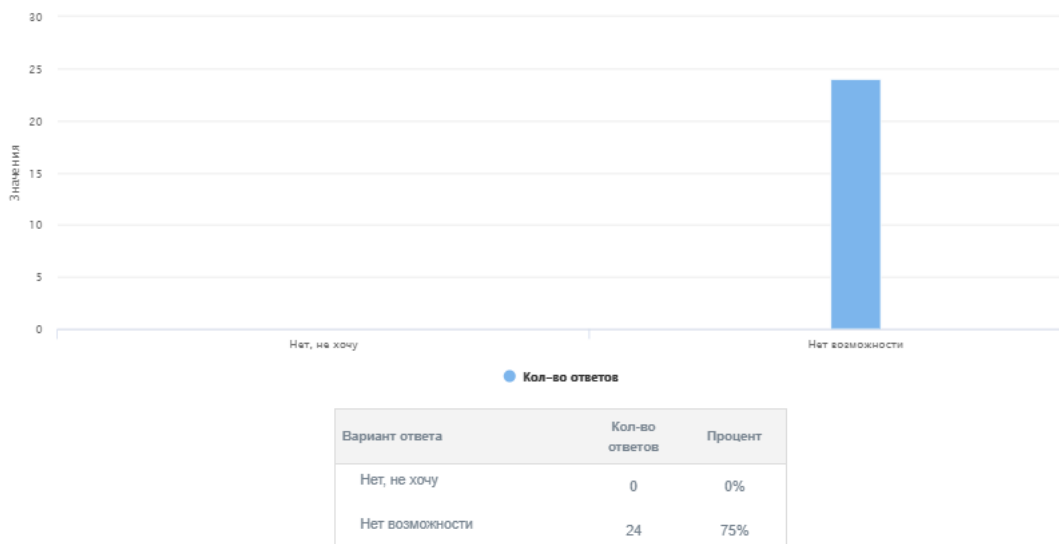 30
25
20
15
10
5
0
Значения
Нет, не хочу
Нет возможности
Кол-во ответов
Вариант ответа Кол-во ответов Процент
Нет, не хочу 0 0%
Нет возможности 24 75%